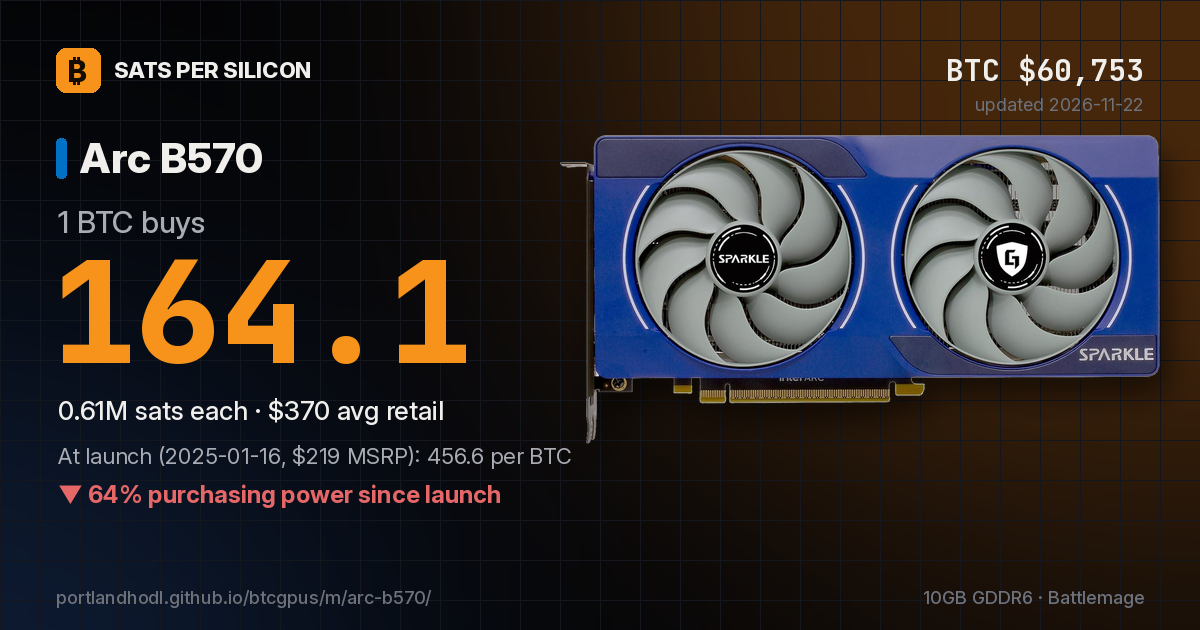 SATS PER SILICON
BTC $60,753
updated 2026-11-22
Arc B570
1 BTC buys
164.1
0.61M sats each · $370 avg retail
At launch (2025-01-16, $219 MSRP): 456.6 per BTC
▼ 64% purchasing power since launch
SPARKLE
SPARKLE
intel ARC
portlandhodl.github.io/btcgpus/m/arc-b570/
10GB GDDR6 · Battlemage